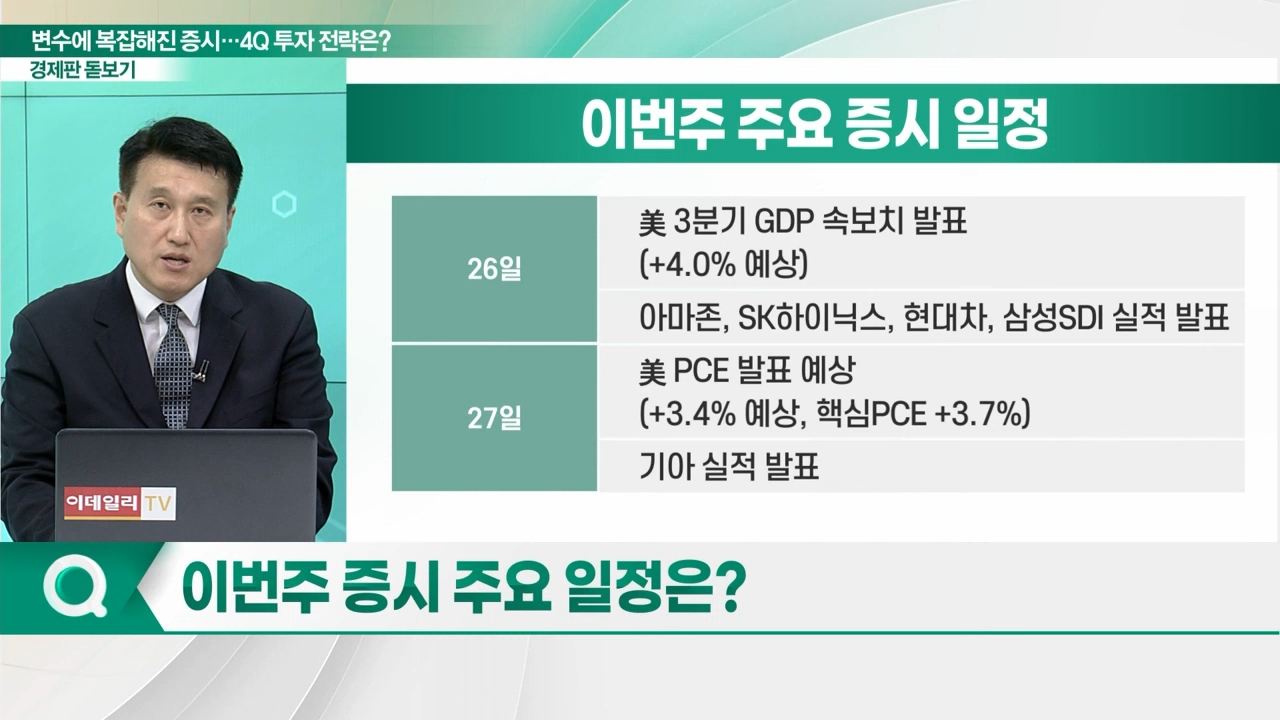 변수에 복잡해진 증시…4Q 투자 전략은?
경제판 돋보기
이번주 주요 증시 일정
26일
美 3분기 GDP 속보치 발표
(+4.0% 예상)
아마존, SK하이닉스, 현대차, 삼성SDI 실적 발표
27일
美 PCE 발표 예상
(+3.4% 예상, 핵심PCE +3.7%)
기아 실적 발표
이데일리 TV
Q 이번주 증시 주요 일정은?